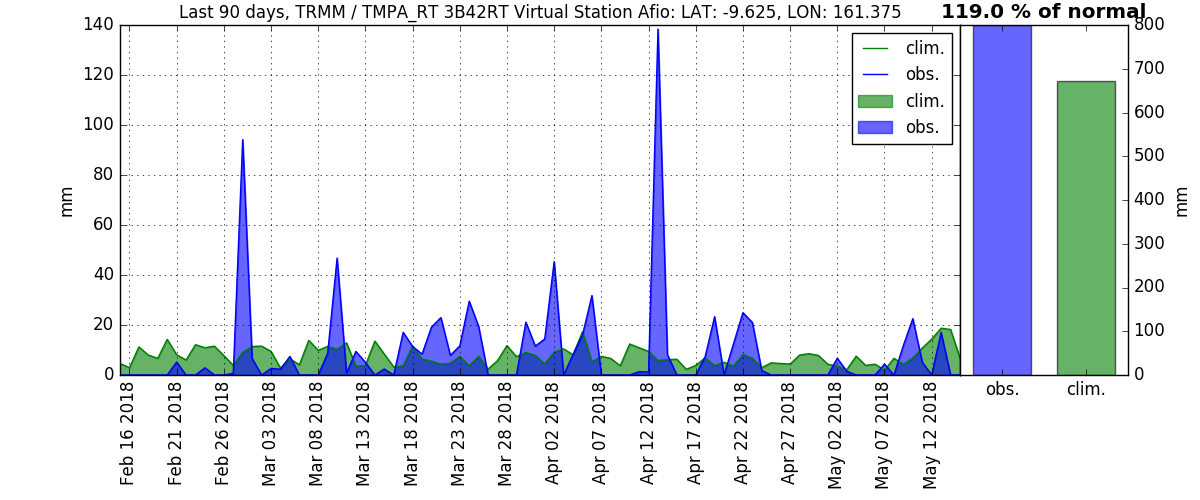 Last 90 days, TRMM / TMPA_RT 3B42RT Virtual Station Afio: LAT: -9.625, LON: 161.375
119.0 % of normal
140
120
100
80
60
40
20
0
mm
clim.
obs.
clim.
obs.
800
700
600
500
400
300
200
100
0
mm
obs.
clim.
Feb 16 2018
Feb 21 2018
Feb 26 2018
Mar 03 2018
Mar 08 2018
Mar 13 2018
Mar 18 2018
Mar 23 2018
Mar 28 2018
Apr 02 2018
Apr 07 2018
Apr 12 2018
Apr 17 2018
Apr 22 2018
Apr 27 2018
May 02 2018
May 07 2018
May 12 2018